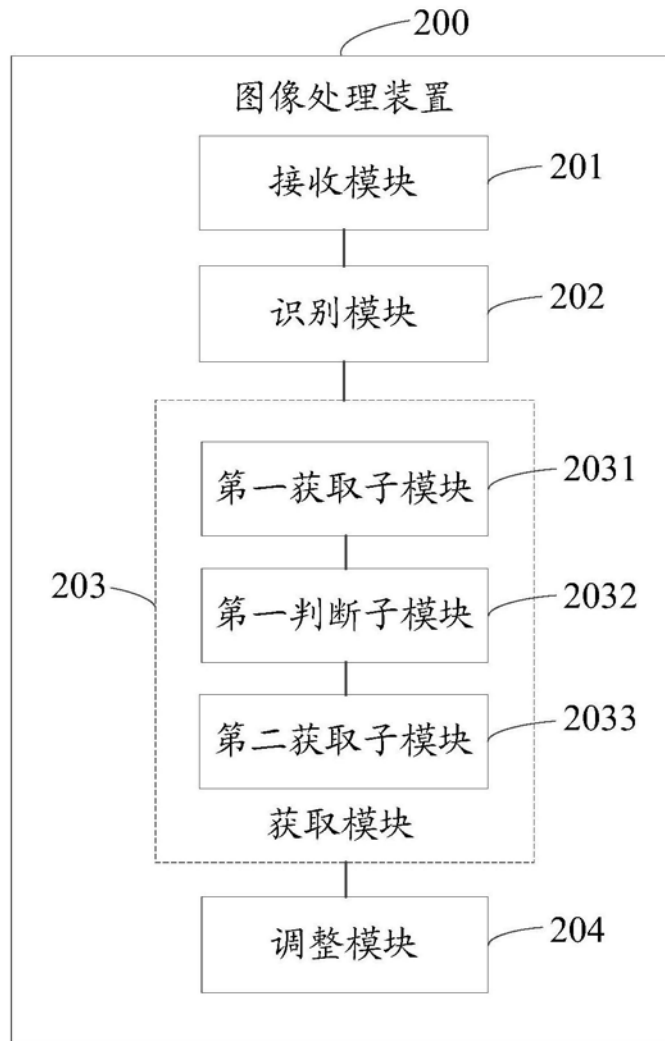 200
图像处理装置
接收模块
201
识别模块
202
第一获取子模块
2031
203
第一判断子模块
2032
第二获取子模块
2033
获取模块
调整模块
204